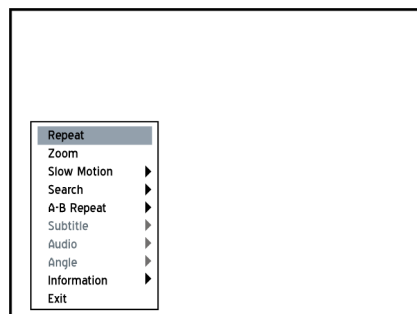 Repeat
Zoom
Slow Motion
Search
A-B Repeat
Subtitle
Audio
Angle
Information
Exit